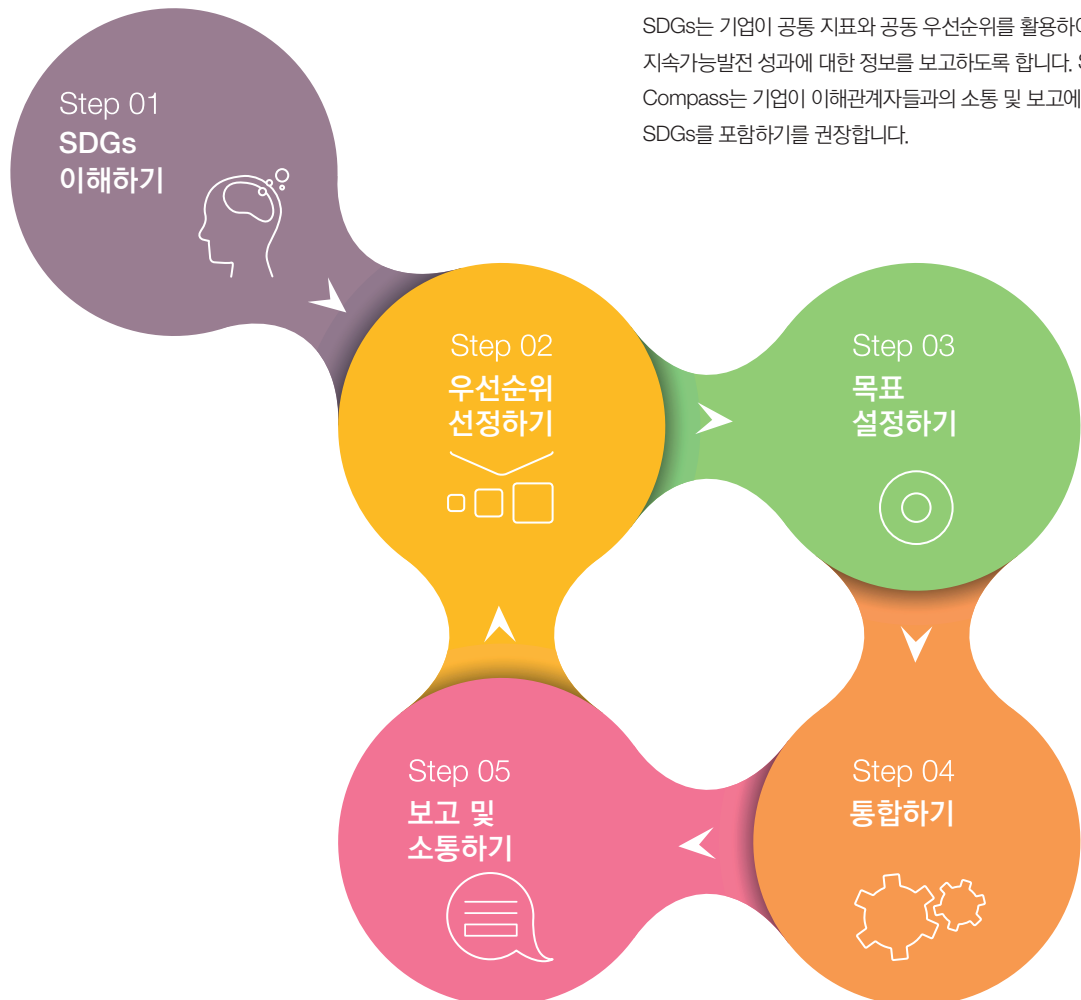 SDGs는 기업이 공통 지표와 공동 우선순위를 활용하여
지속가능발전 성과에 대한 정보를 보고하도록 합니다.
Compass는 기업이 이해관계자들과의 소통 및 보고에
SDGs를 포함하기를 권장합니다.
Step 01
SDGs
이해하기
Step 02
우선순위
선정하기
Step 03
목표
설정하기
Step 04
통합하기
Step 05
보고 및
소통하기